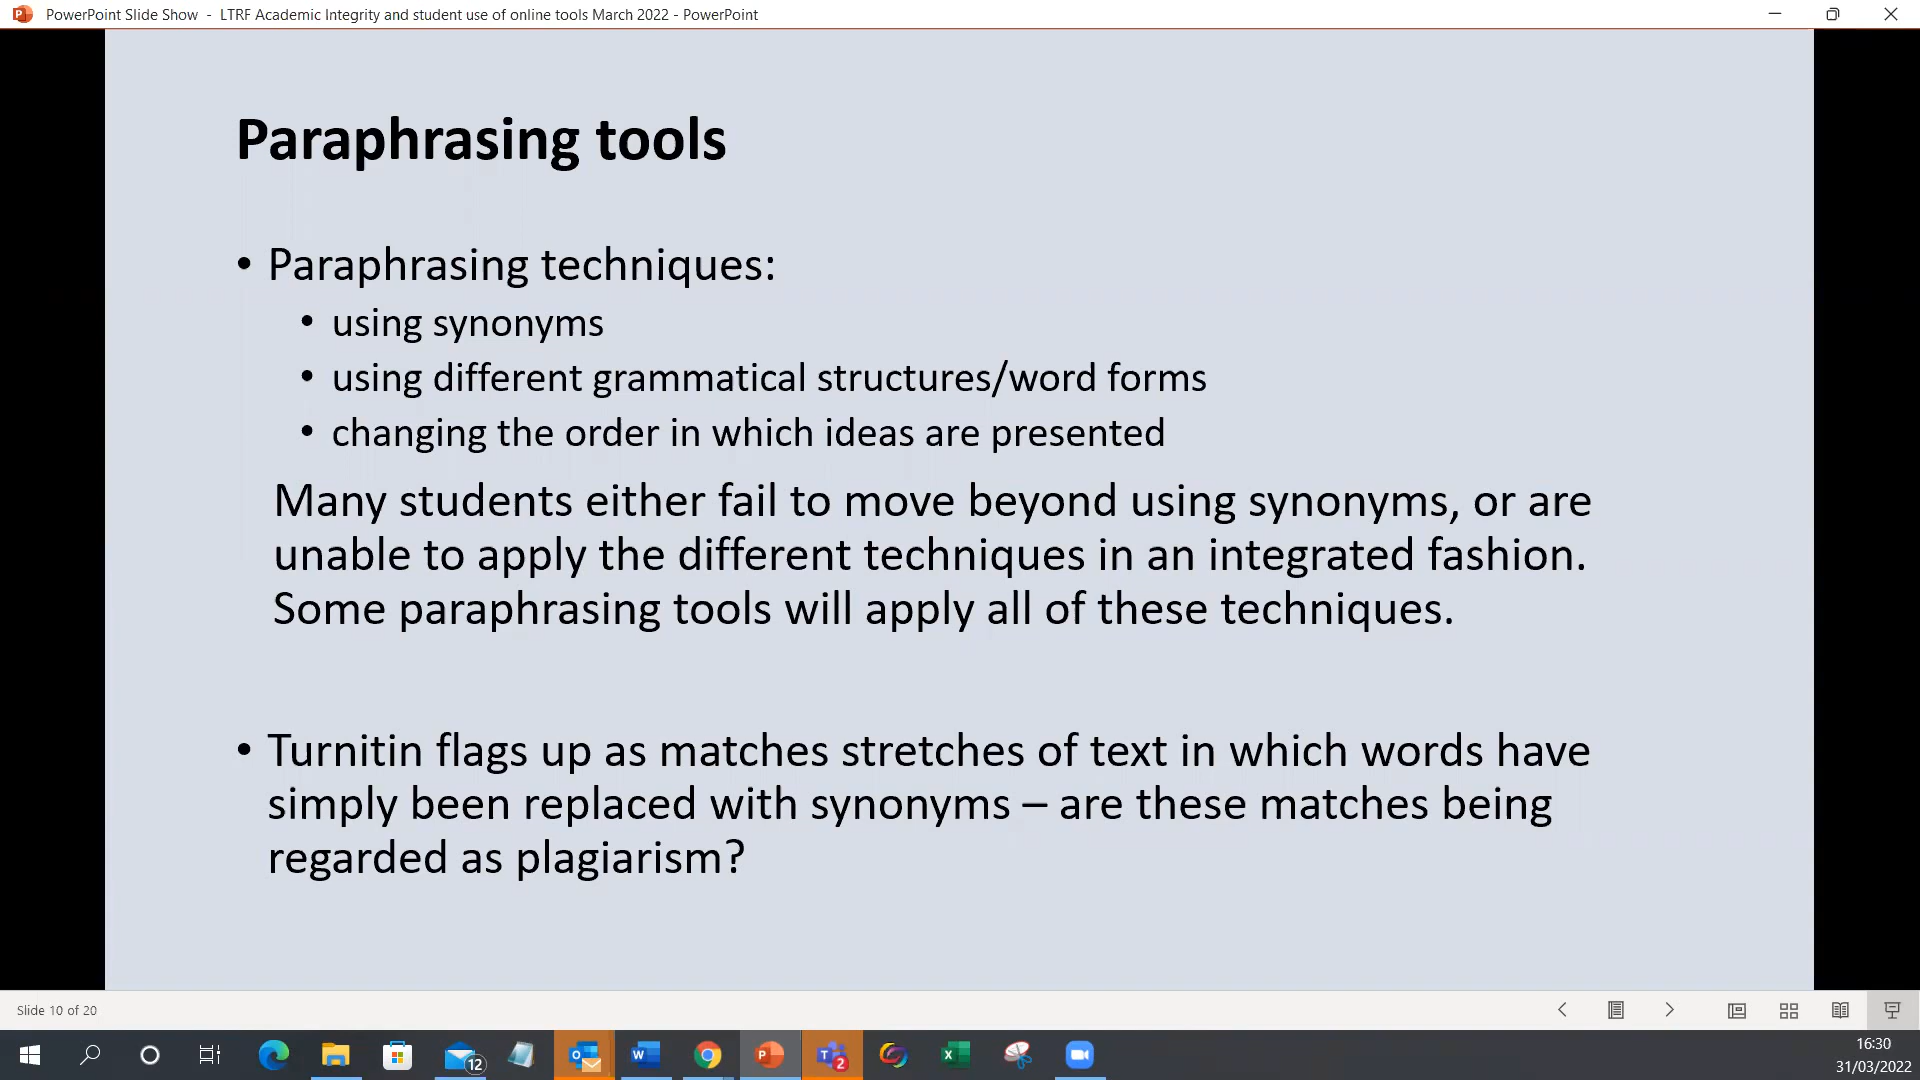 PowerPoint Slide Show - LTRF Academic Integrity and student use of online tools March 2022 - PowerPoint
Paraphrasing tools
• Paraphrasing techniques:
• using synonyms
• using different grammatical structures/word forms
• changing the order in which ideas are presented
Many students either fail to move beyond using synonyms, or are
unable to apply the different techniques in an integrated fashion.
Some paraphrasing tools will apply all of these techniques.
• Turnitin flags up as matches stretches of text in which words have
simply been replaced with synonyms – are these matches being
regarded as plagiarism?
Slide 10 of 20
12
2
16:30
31/03/2022